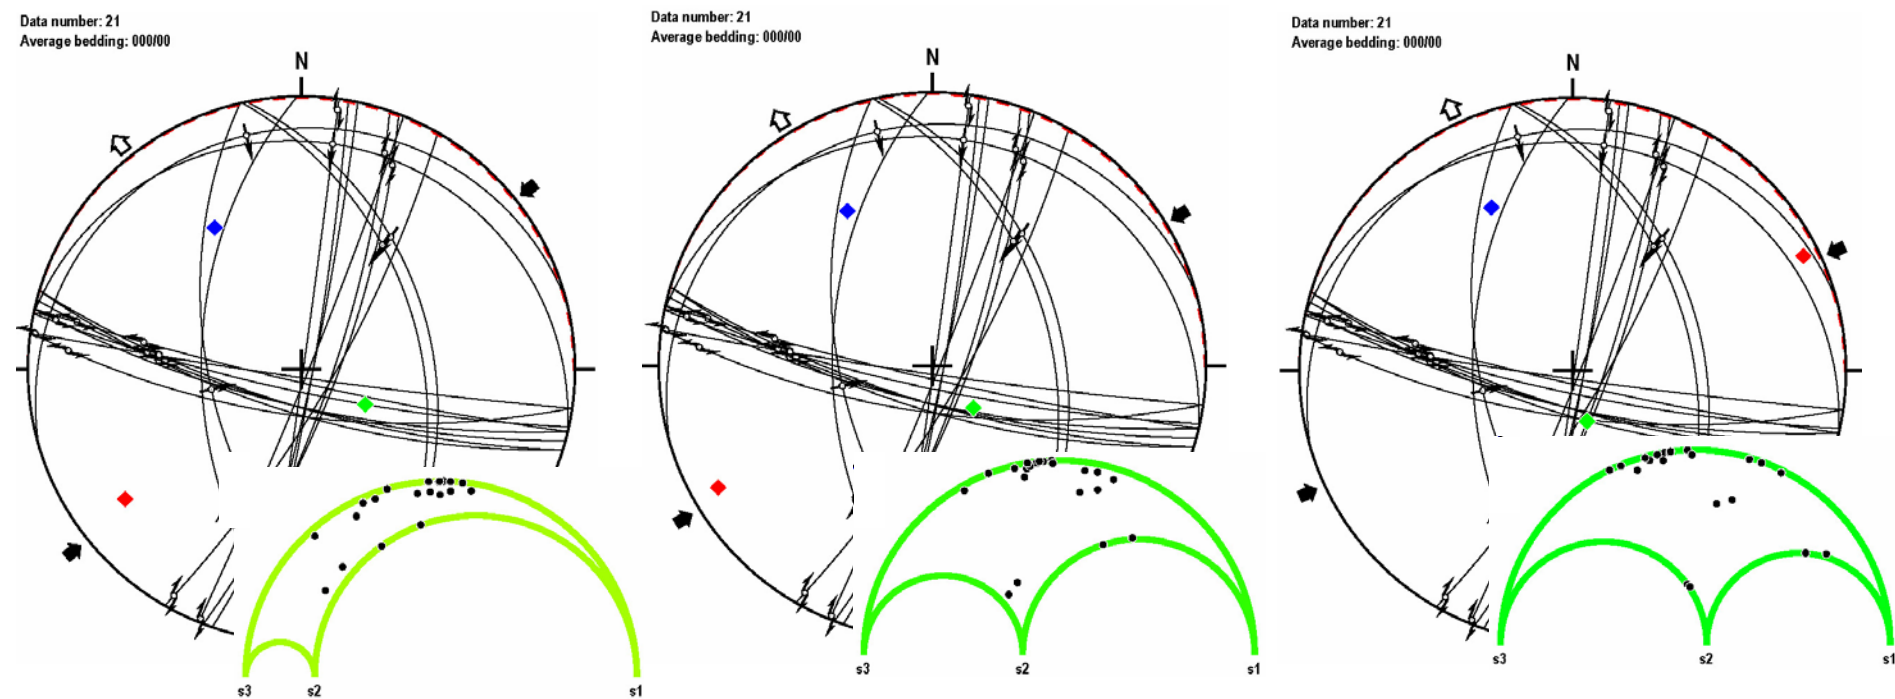 Data number: 21
Average bedding: 000/00
N
s3 s2 s1
Data number: 21
Average bedding: 000/00
N
s3 s2 s1
Data number: 21
Average bedding: 000/00
N
s3 s2 s1